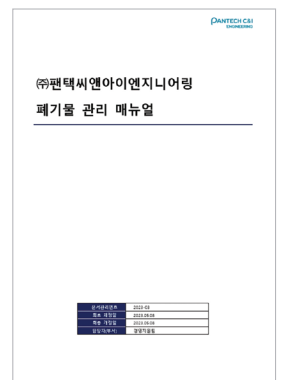 PANTECH C&I
ENGINEERING
㈜팬택씨앤아이엔지니어링
폐기물 관리 매뉴얼
문서관리번호 2023-03
최초 제정일 2023.09.08
최종 개정일 2023.09.08
담당자(부서) 경영지원팀